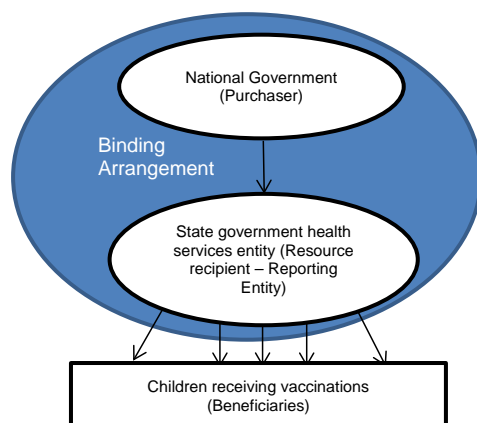 National Government
(Purchaser)
Binding
Arrangement
State government health
services entity (Resource
recipient – Reporting
Entity)
Children receiving vaccinations
(Beneficiaries)